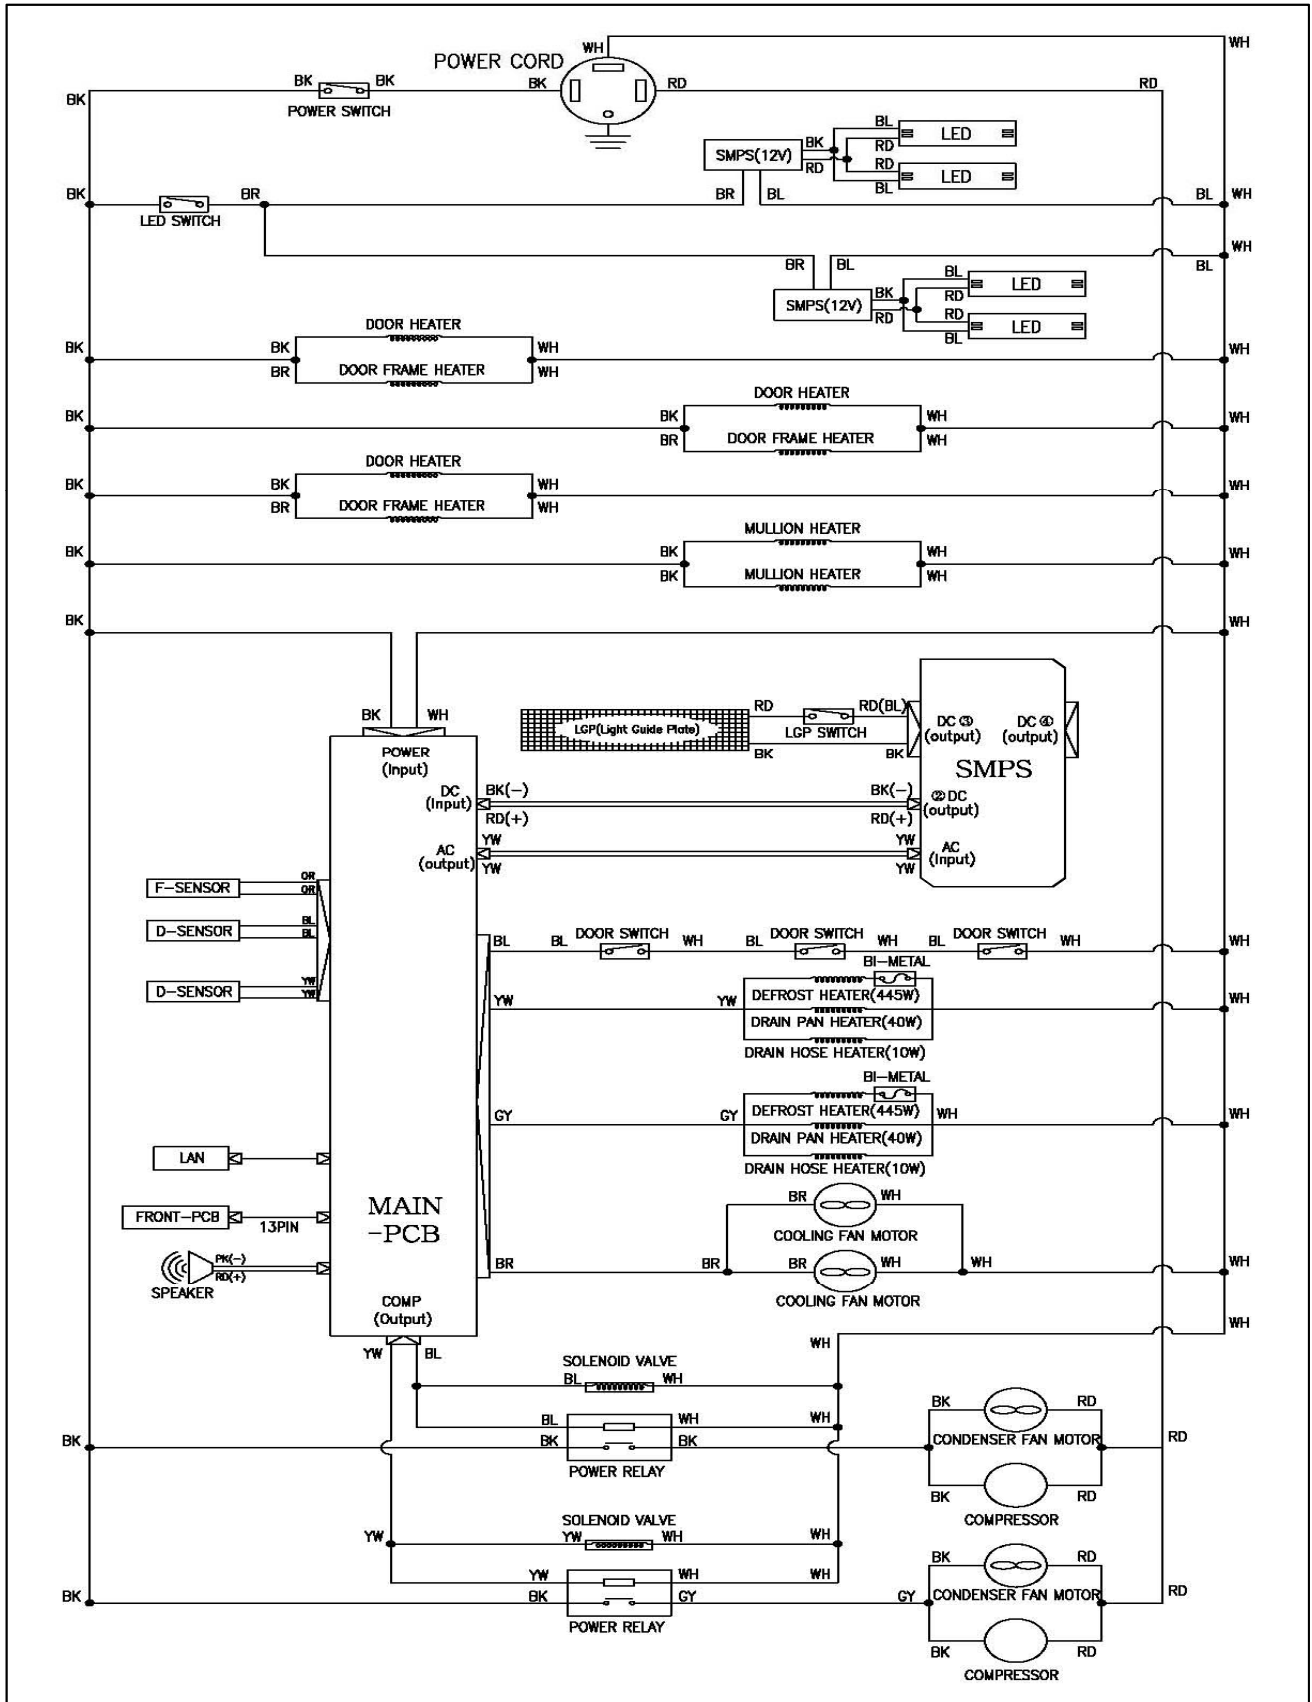 WH WH
POWER CORD
BK BK BK RD RD
BK
POWER SWITCH
BL LED
BK RD
SMPS(12V)
RD RD LED
BL
BK BR BR BL BL WH
LED SWITCH
WH
BR BL BL
BL LED
BK RD
SMPS(12V)
RD RD LED
BL
DOOR HEATER
BK BK WH WH
BR DOOR FRAME HEATER WH
DOOR HEATER
BK BK WH WH
BR DOOR FRAME HEATER WH
DOOR HEATER
BK BK WH WH
BR DOOR FRAME HEATER WH
MULLION HEATER
BK BK WH WH
BK MULLION HEATER WH
BK WH
BK WH
RD RD(BL)
LGP(Light Guide Plate) LGP SWITCH
BK BK
DC ③ (output) DC ④ (output)
SMPS
POWER (Input)
DC (Input) BK(-) BK(-) ② DC (output)
RD(+) RD(+)
AC (output) YW YW AC (Input)
YW YW
F-SENSOR OR
OR
D-SENSOR BL
BL
D-SENSOR YW
YW
BL BL DOOR SWITCH WH BL DOOR SWITCH WH BL DOOR SWITCH WH WH
BI-METAL
YW YW DEFROST HEATER(445W) WH
DRAIN PAN HEATER(40W)
DRAIN HOSE HEATER(10W)
BI-METAL
GY GY DEFROST HEATER(445W) WH WH
DRAIN PAN HEATER(40W)
DRAIN HOSE HEATER(10W)
LAN
MAIN
-PCB
FRONT-PCB 13PIN
BR WH
COOLING FAN MOTOR
BR BR BR WH WH WH
COOLING FAN MOTOR
PK(-)
RD(+)
SPEAKER
COMP
(Output)
YW BL WH WH
SOLENOID VALVE
BL WH
BL WH WH
BK BK BK
POWER RELAY
BK RD
CONDENSER FAN MOTOR RD
BK RD
COMPRESSOR
SOLENOID VALVE
YW YW WH WH
YW WH WH
BK BK GY GY
POWER RELAY
BK RD
CONDENSER FAN MOTOR RD
BK RD
COMPRESSOR